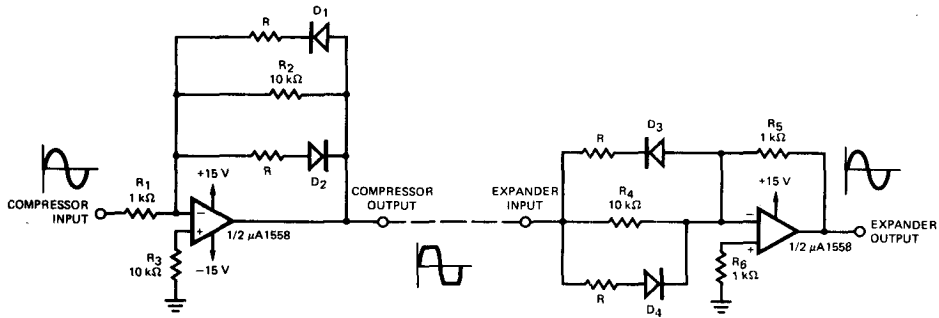 D1
R
R2
10 kΩ
R
D2
R1
1 kΩ
COMPRESSOR
INPUT
+15 V
−
+
1/2 μA1558
−15 V
R3
10 kΩ
COMPRESSOR
OUTPUT
EXPANDER
INPUT
D3
R
R4
10 kΩ
R
D4
R5
1 kΩ
+15 V
−
+
1/2 μA1558
R6
1 kΩ
EXPANDER
OUTPUT